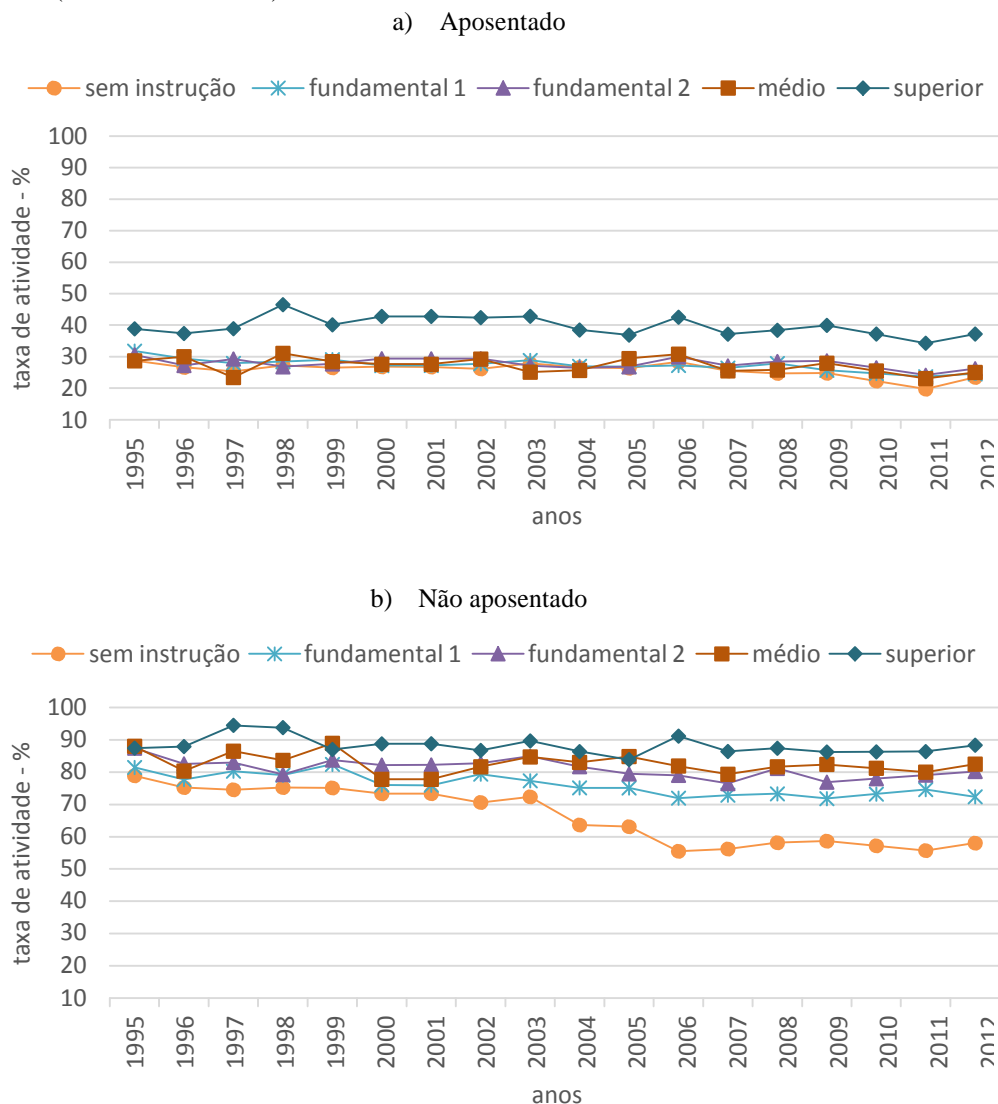 a) Aposentado
sem instrução fundamental 1 fundamental 2 médio superior
100
90
80
70
60
50
40
30
20
10
taxa de atividade - %
1995 1996 1997 1998 1999 2000 2001 2002 2003 2004 2005 2006 2007 2008 2009 2010 2011 2012
anos
b) Não aposentado
sem instrução fundamental 1 fundamental 2 médio superior
100
90
80
70
60
50
40
30
20
10
taxa de atividade - %
1995 1996 1997 1998 1999 2000 2001 2002 2003 2004 2005 2006 2007 2008 2009 2010 2011 2012
anos